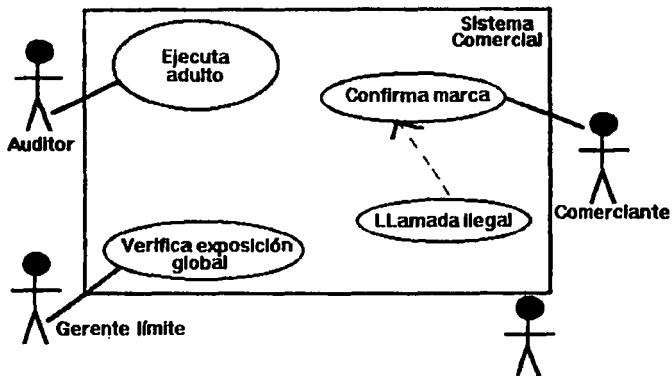 Sistema
Comercial
Ejecuta
adulto
Confirma marca
Auditor
LLamada ilegal
Comerciante
Verifica exposición
global
Gerente límite